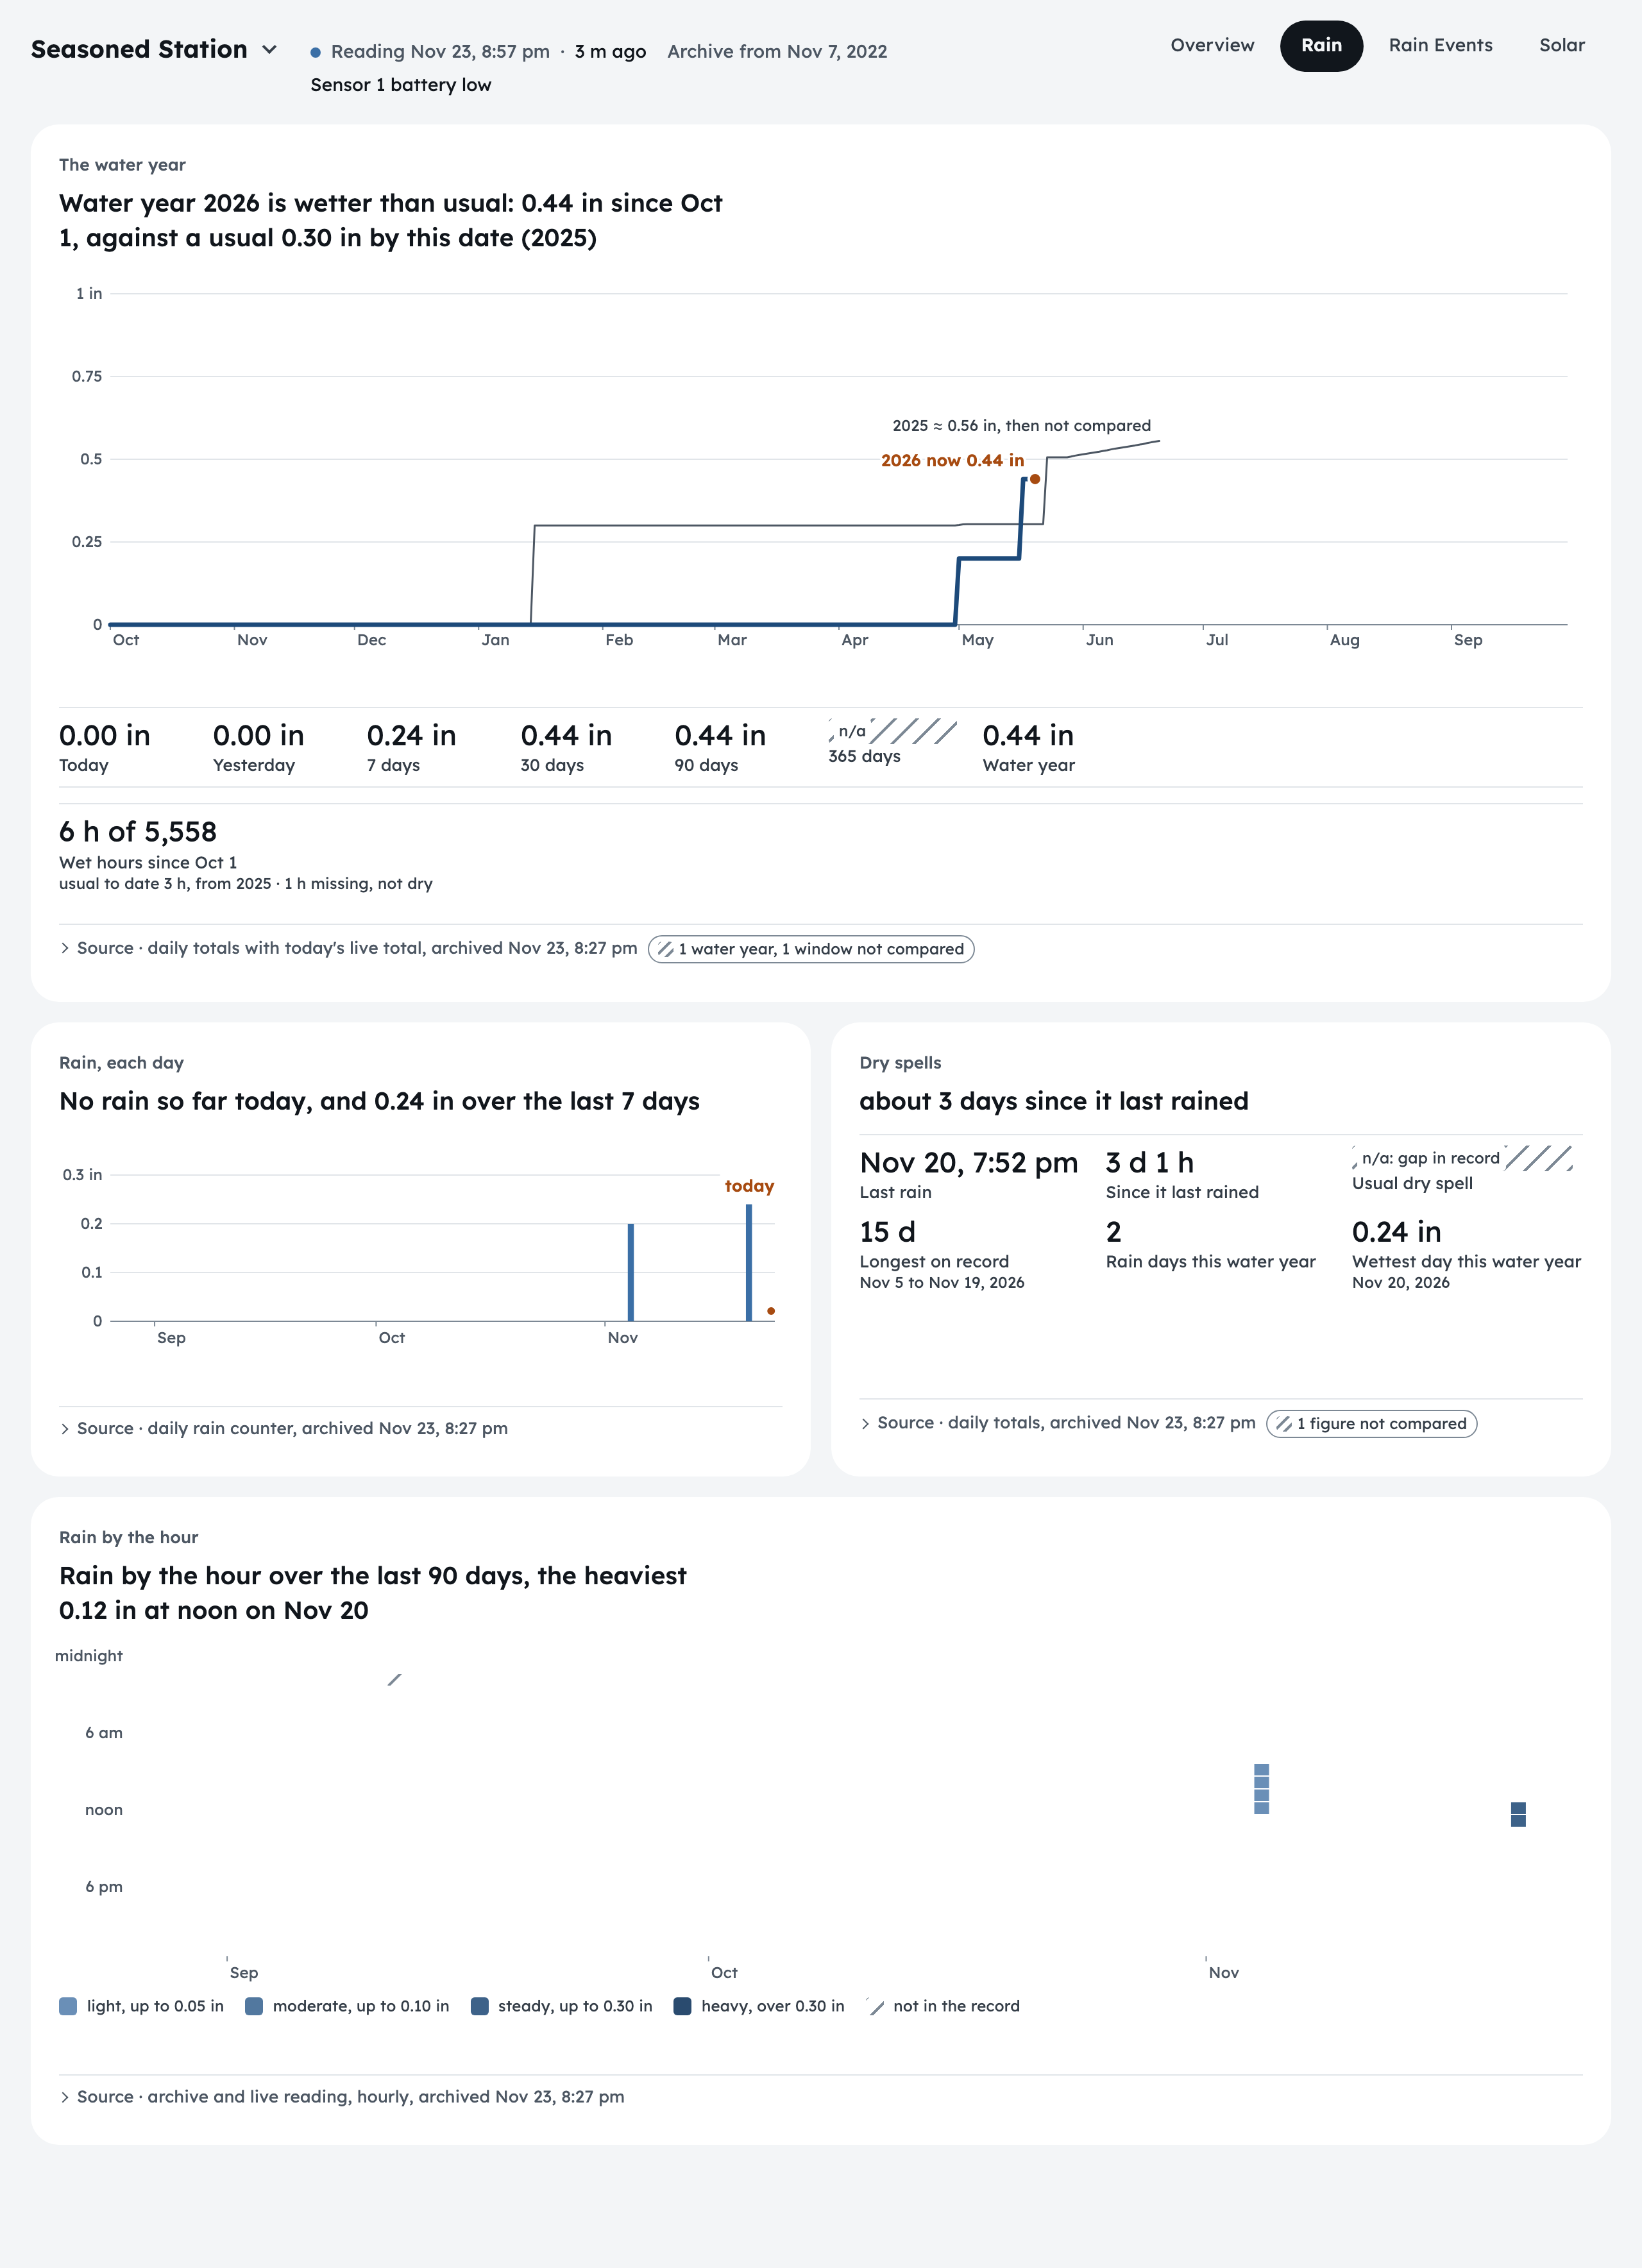 Seasoned Station
Reading Nov 23, 8:57 pm · 3 m ago Archive from Nov 7, 2022
Sensor 1 battery low
Overview Rain Rain Events Solar
The water year
Water year 2026 is wetter than usual: 0.44 in since Oct
1, against a usual 0.30 in by this date (2025)
1 in
0.75
2025 ≈ 0.56 in, then not compared
0.5
2026 now 0.44 in
0.25
0
Oct Nov Dec Jan Feb Mar Apr May Jun Jul Aug Sep
0.00 in
Today
0.00 in
Yesterday
0.24 in
7 days
0.44 in
30 days
0.44 in
90 days
n/a
365 days
0.44 in
Water year
6 h of 5,558
Wet hours since Oct 1
usual to date 3 h, from 2025 · 1 h missing, not dry
Source · daily totals with today's live total, archived Nov 23, 8:27 pm
1 water year, 1 window not compared
Rain, each day
No rain so far today, and 0.24 in over the last 7 days
0.3 in
today
0.2
0.1
0
Sep Oct Nov
Source · daily rain counter, archived Nov 23, 8:27 pm
Dry spells
about 3 days since it last rained
Nov 20, 7:52 pm
Last rain
3 d 1 h
Since it last rained
n/a: gap in record
Usual dry spell
15 d
Longest on record
Nov 5 to Nov 19, 2026
2
Rain days this water year
0.24 in
Wettest day this water year
Nov 20, 2026
Source · daily totals, archived Nov 23, 8:27 pm
1 figure not compared
Rain by the hour
Rain by the hour over the last 90 days, the heaviest
0.12 in at noon on Nov 20
midnight
6 am
noon
6 pm
Sep Oct Nov
light, up to 0.05 in moderate, up to 0.10 in steady, up to 0.30 in heavy, over 0.30 in not in the record
Source · archive and live reading, hourly, archived Nov 23, 8:27 pm